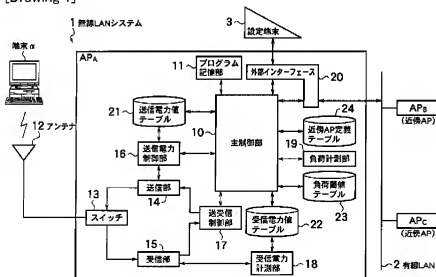 [Drawing 1]
1 無線LANシステム
3
設定端末
端末α
APA
11
プログラム
記憶部
外部インターフェース
20
12 アンテナ
21
送信電力値
テーブル
10
主制御部
24
近傍AP定義
テーブル
APB
(近傍AP)
16
送信電力
制御部
19
負荷計測部
13
スイッチ
14
送信部
負荷閾値
テーブル
23
15
受信部
送受信
制御部
17
受信電力値
テーブル
22
APC
(近傍AP)
受信電力
計測部
18
2 有線LAN